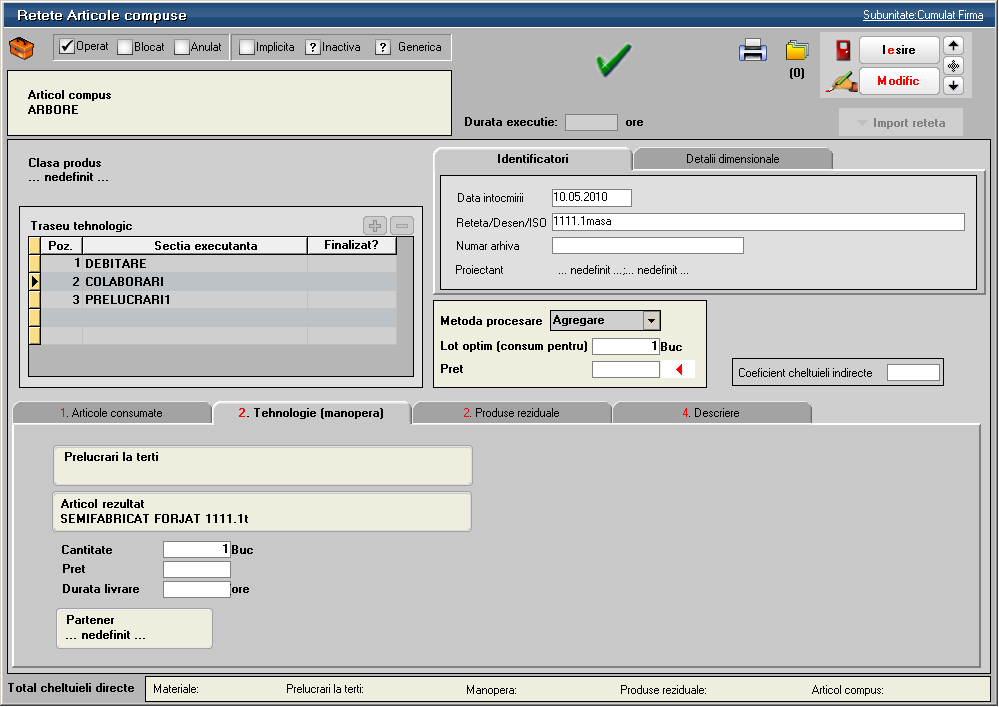 Retete Articole compuse
Subunitate:Cumulat Firma
Operat Blocat Anulat Implicita ? Inactiva ? Generica
(0)
Iesire
Modific
Import reteta
Articol compus
ARBORE
Durata executie: ore
Clasa produs
... nedefinit ...
Traseu tehnologic
Poz. Sectia executanta Finalizat?
1 DEBITARE
2 COLABORARI
3 PRELUCRARI1
Identificatori Detalii dimensionale
Data intocmirii 10.05.2010
Reteta/Desen/ISO 1111.1masa
Numar arhiva
Proiectant ... nedefinit ...;... nedefinit ...
Metoda procesare Agregare
Lot optim (consum pentru) 1 Buc
Pret
Coeficient cheltuieli indirecte
1. Articole consumate 2. Tehnologie (manopera) 2. Produse reziduale 4. Descriere
Prelucrari la terti
Articol rezultat
SEMIFABRICAT FORJAT 1111.1t
Cantitate 1 Buc
Pret
Durata livrare ore
Partener
... nedefinit ...
Total cheltuieli directe Materiale: Prelucrari la terti: Manopera: Produse reziduale: Articol compus: